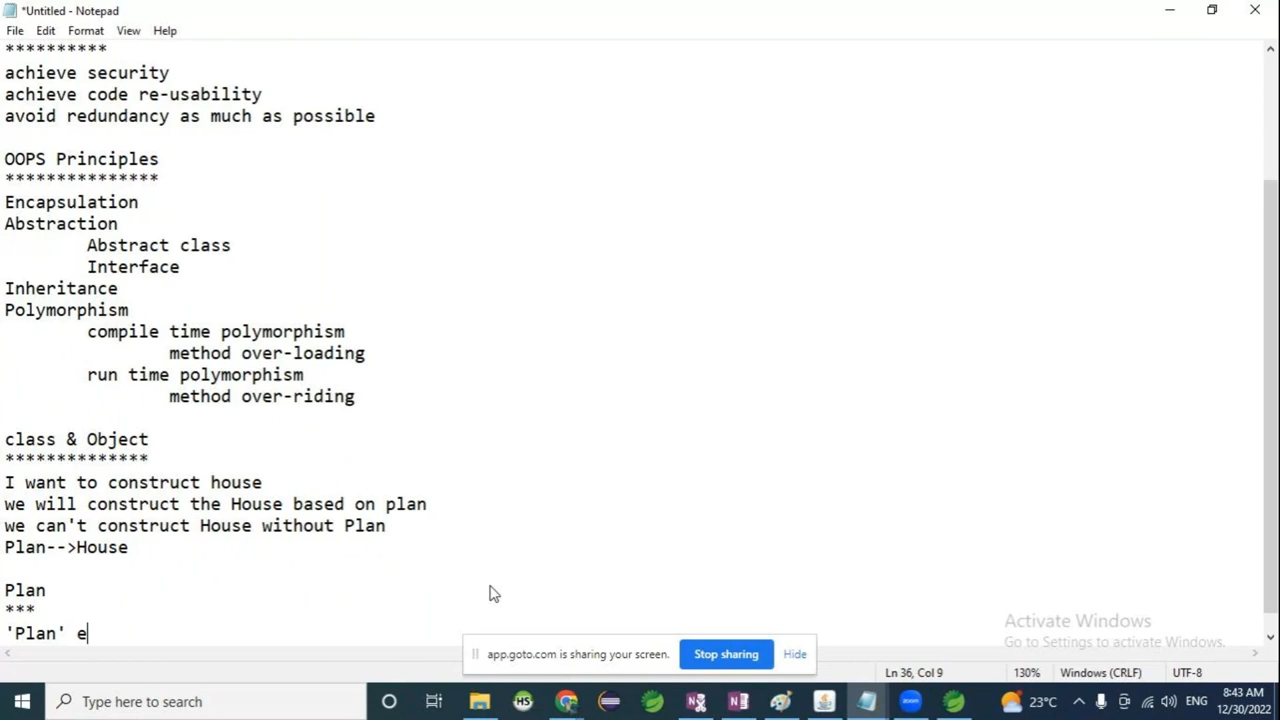 *Untitled - Notepad
File Edit Format View Help
**********
achieve security
achieve code re-usability
avoid redundancy as much as possible
OOPS Principles
***************
Encapsulation
Abstraction
Abstract class
Interface
Inheritance
Polymorphism
compile time polymorphism
method over-loading
run time polymorphism
method over-riding
class & Object
**************
I want to construct house
we will construct the House based on plan
we can't construct House without Plan
Plan-->House
Plan
***
'Plan' e
Activate Windows
Go to Settings to activate Windows.
app.goto.com is sharing your screen. Stop sharing Hide
Ln 36, Col 9 130% Windows (CRLF) UTF-8
Type here to search HS 23°C ENG 8:43 AM
12/30/2022